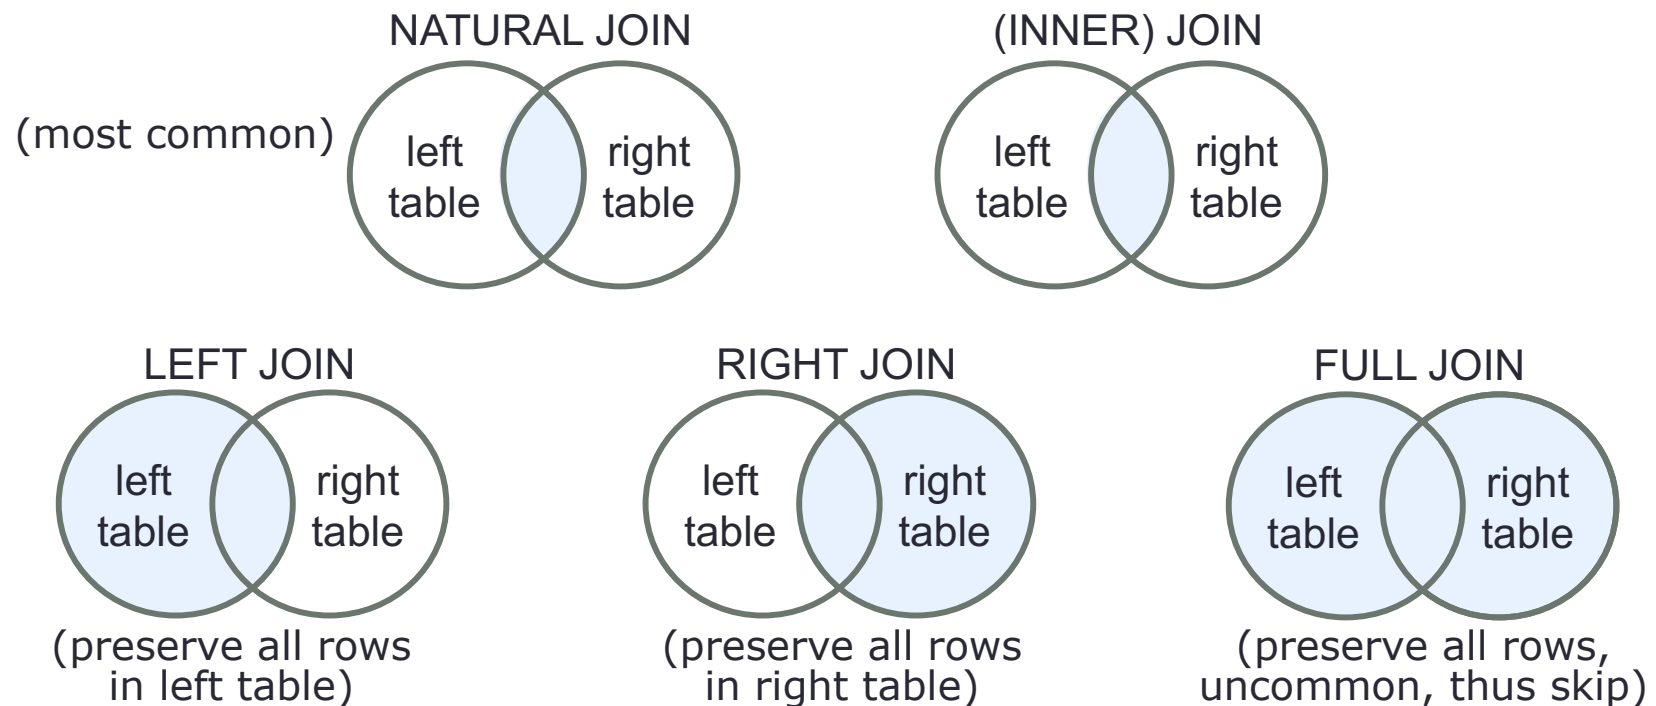 NATURAL JOIN
(INNER) JOIN
(most common)
left
table
right
table
left
table
right
table
LEFT JOIN
RIGHT JOIN
FULL JOIN
left
table
right
table
left
table
right
table
left
table
right
table
(preserve all rows
in left table)
(preserve all rows
in right table)
(preserve all rows,
uncommon, thus skip)